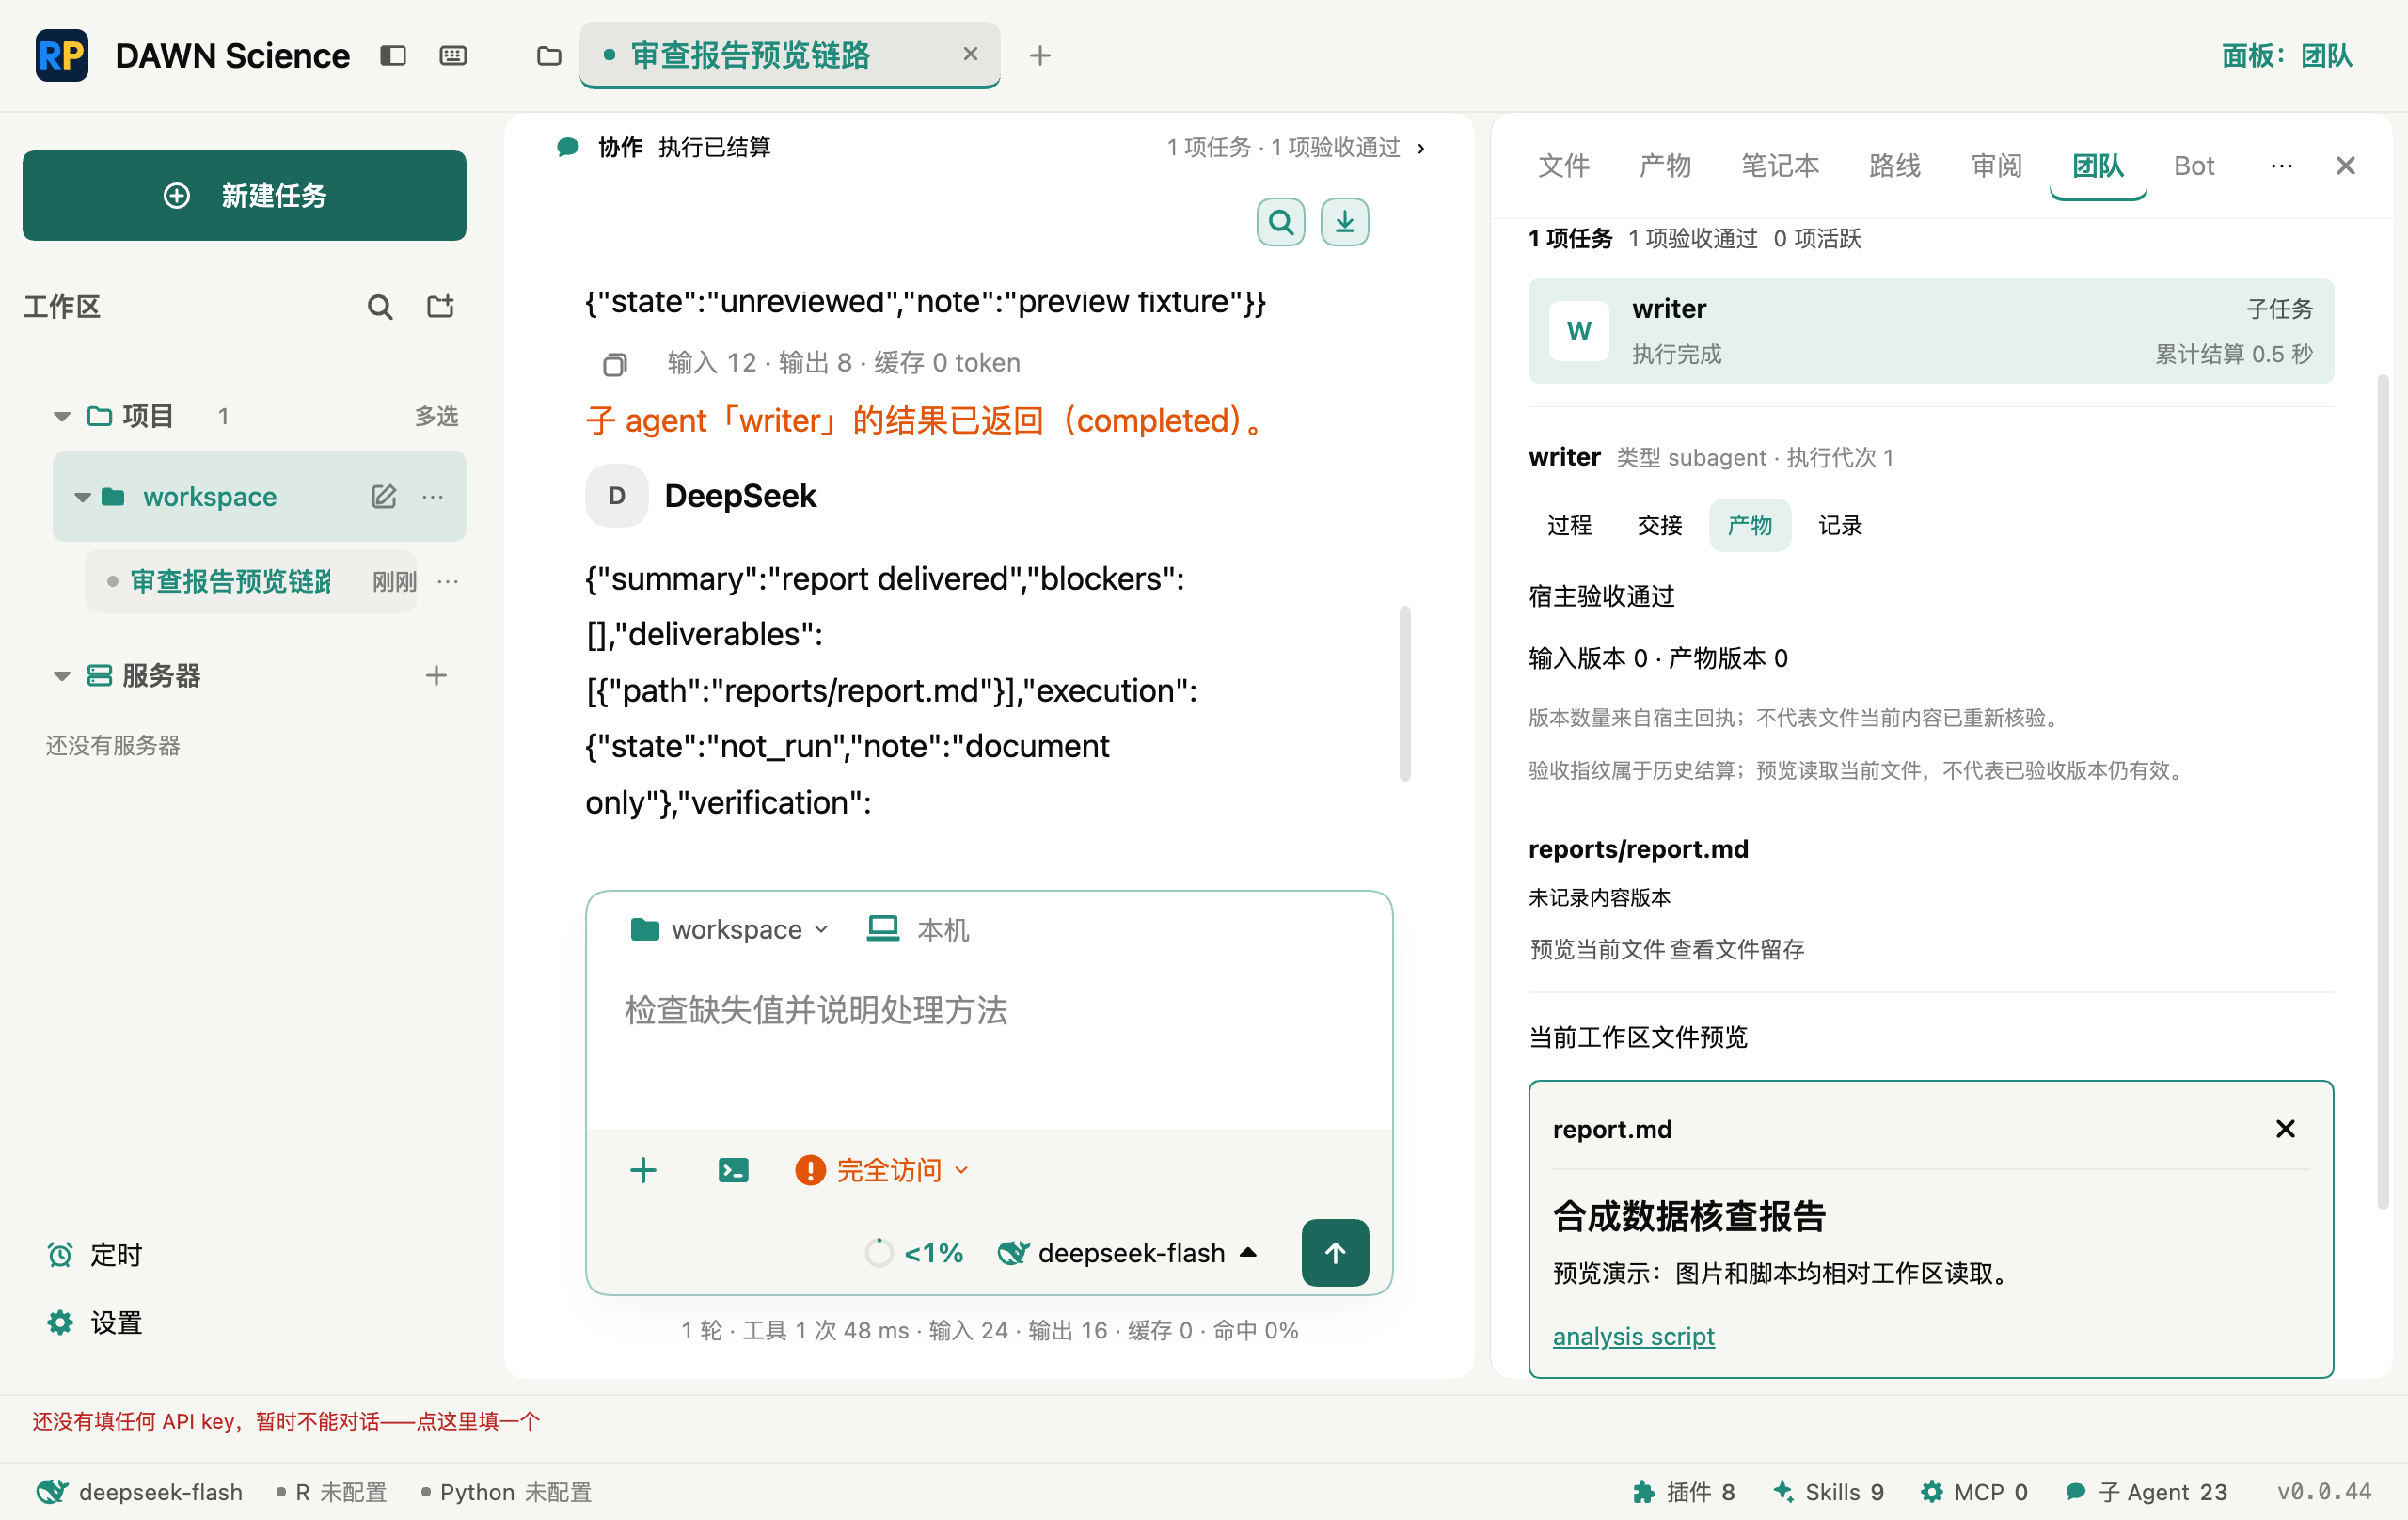 RP DAWN Science
审查报告预览链路
面板：团队
新建任务
工作区
项目 1 多选
workspace
审查报告预览链路 刚刚
服务器
还没有服务器
定时
设置
协作 执行已结算 1 项任务 · 1 项验收通过
{"state":"unreviewed","note":"preview fixture"}}
输入 12 · 输出 8 · 缓存 0 token
子 agent「writer」的结果已返回（completed）。
D DeepSeek
{"summary":"report delivered","blockers":
[],"deliverables":
[{"path":"reports/report.md"}],"execution":
{"state":"not_run","note":"document
only"},"verification":
workspace 本机
检查缺失值并说明处理方法
完全访问
<1% deepseek-flash
1 轮 · 工具 1 次 48 ms · 输入 24 · 输出 16 · 缓存 0 · 命中 0%
文件 产物 笔记本 路线 审阅 团队 Bot
1 项任务 1 项验收通过 0 项活跃
W writer 子任务
执行完成 累计结算 0.5 秒
writer 类型 subagent · 执行代次 1
过程 交接 产物 记录
宿主验收通过
输入版本 0 · 产物版本 0
版本数量来自宿主回执；不代表文件当前内容已重新核验。
验收指纹属于历史结算；预览读取当前文件，不代表已验收版本仍有效。
reports/report.md
未记录内容版本
预览当前文件 查看文件留存
当前工作区文件预览
report.md
合成数据核查报告
预览演示：图片和脚本均相对工作区读取。
analysis script
还没有填任何 API key，暂时不能对话——点这里填一个
deepseek-flash R 未配置 Python 未配置
插件 8 Skills 9 MCP 0 子 Agent 23 v0.0.44